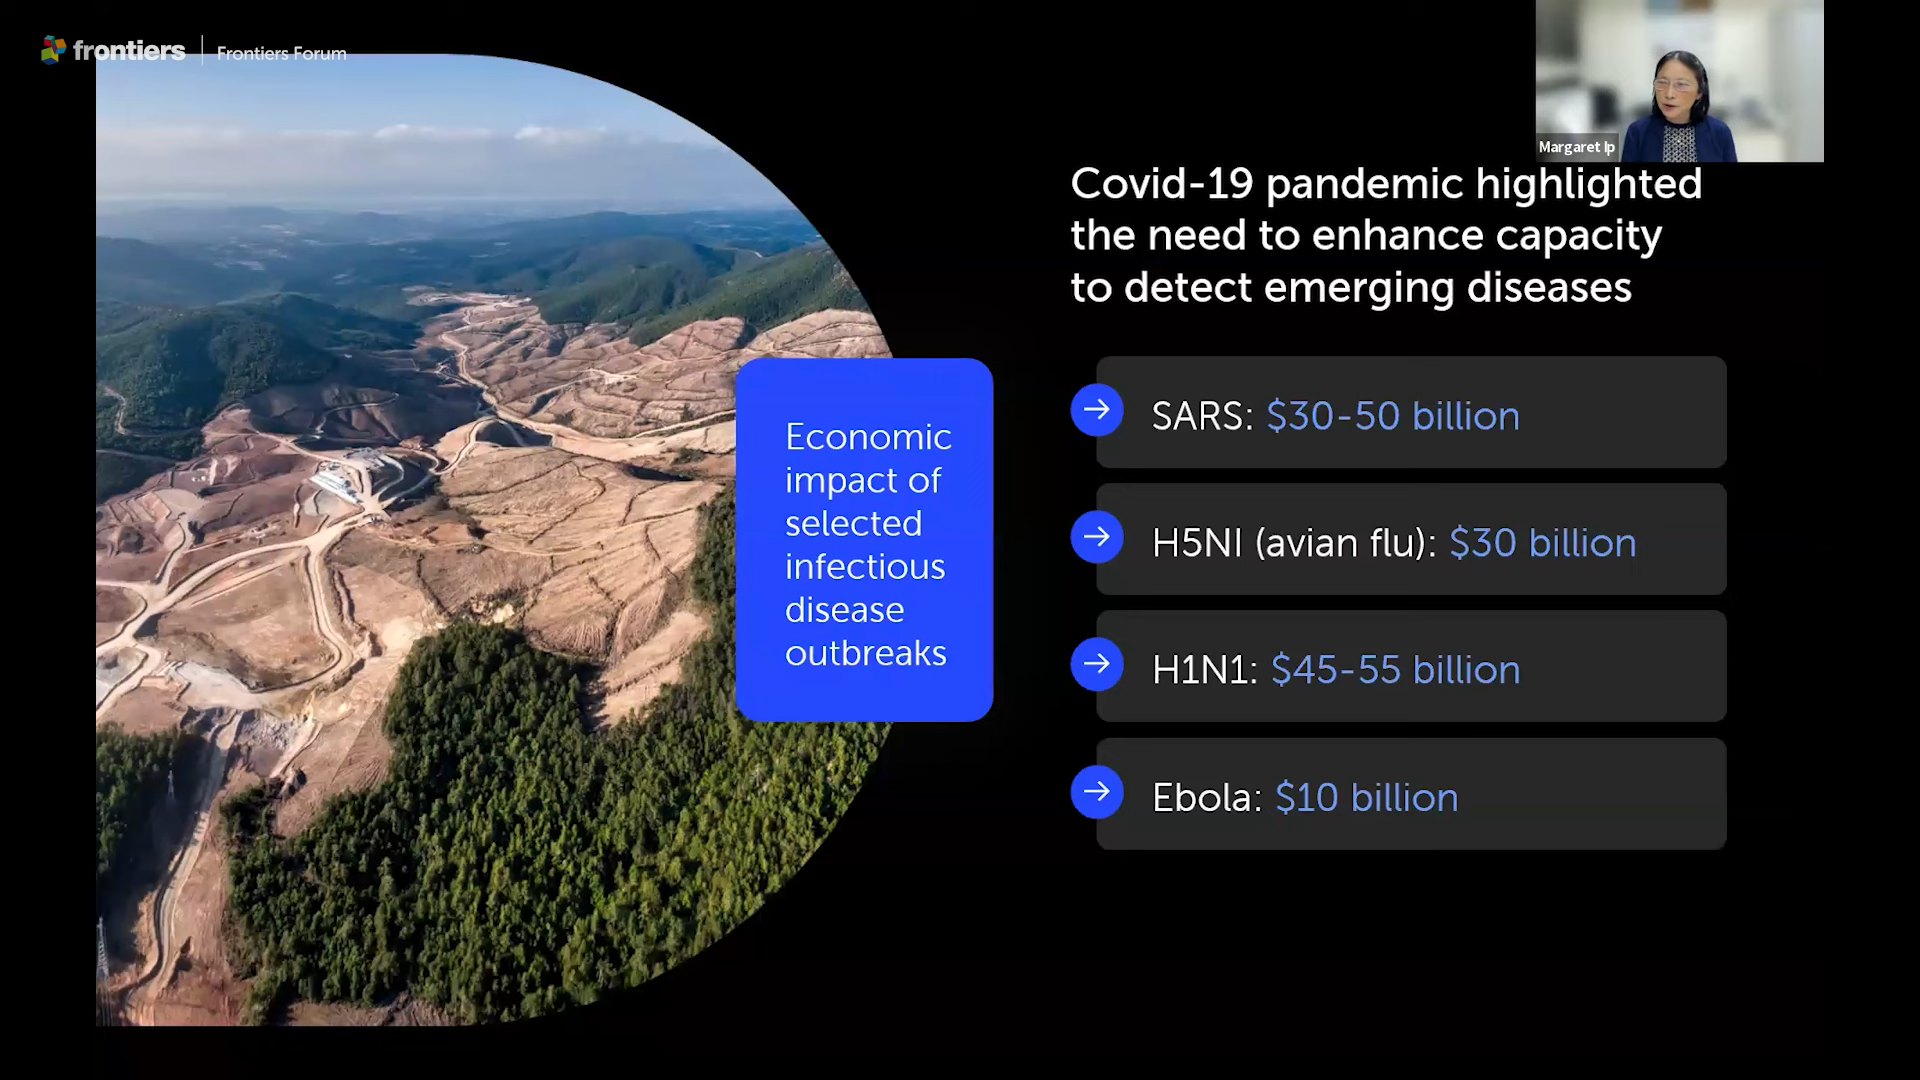 frontiers | Frontiers Forum
Margaret Ip
Covid-19 pandemic highlighted
the need to enhance capacity
to detect emerging diseases
Economic
impact of
selected
infectious
disease
outbreaks
SARS: $30-50 billion
H5NI (avian flu): $30 billion
H1N1: $45-55 billion
Ebola: $10 billion